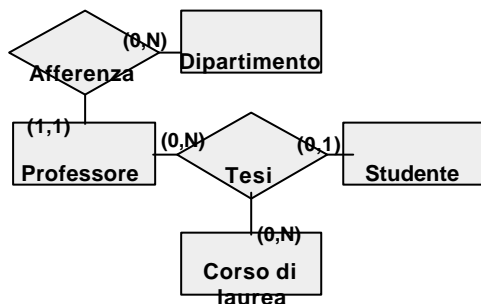 (0,N)
Afferenza
Dipartimento
(1,1)
(0,N)
(0,1)
Professore
Tesi
Studente
(0,N)
Corso di
laurea